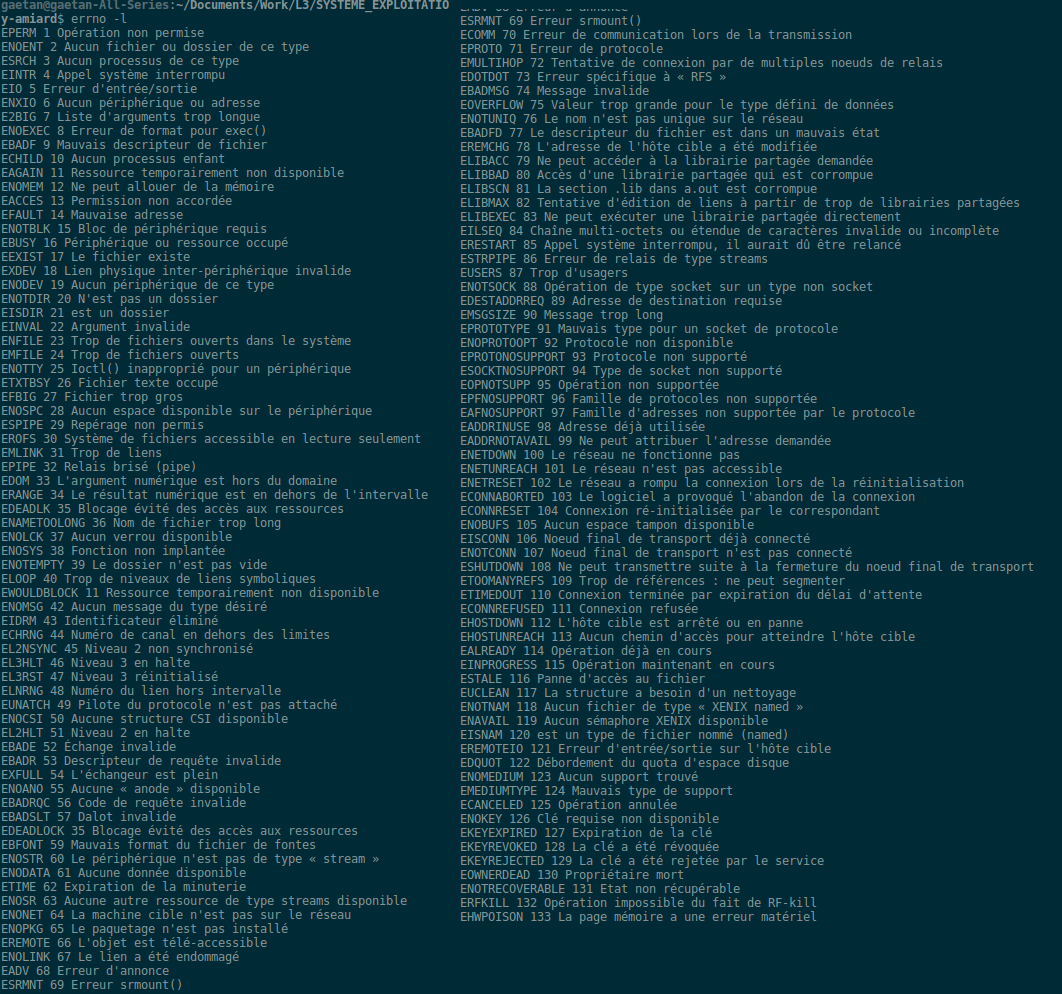 gaetan@gaetan-All-Series:~/Documents/Work/L3/SYSTEME_EXPLOITATIO
y-amiard$ errno -l
EPERM 1 Opération non permise
ENOENT 2 Aucun fichier ou dossier de ce type
ESRCH 3 Aucun processus de ce type
EINTR 4 Appel système interrompu
EIO 5 Erreur d'entrée/sortie
ENXIO 6 Aucun périphérique ou adresse
E2BIG 7 Liste d'arguments trop longue
ENOEXEC 8 Erreur de format pour exec()
EBADF 9 Mauvais descripteur de fichier
ECHILD 10 Aucun processus enfant
EAGAIN 11 Ressource temporairement non disponible
ENOMEM 12 Ne peut allouer de la mémoire
EACCES 13 Permission non accordée
EFAULT 14 Mauvaise adresse
ENOTBLK 15 Bloc de périphérique requis
EBUSY 16 Périphérique ou ressource occupé
EEXIST 17 Le fichier existe
EXDEV 18 Lien physique inter-périphérique invalide
ENODEV 19 Aucun périphérique de ce type
ENOTDIR 20 N'est pas un dossier
EISDIR 21 est un dossier
EINVAL 22 Argument invalide
ENFILE 23 Trop de fichiers ouverts dans le système
EMFILE 24 Trop de fichiers ouverts
ENOTTY 25 Ioctl() inapproprié pour un périphérique
ETXTBSY 26 Fichier texte occupé
EFBIG 27 Fichier trop gros
ENOSPC 28 Aucun espace disponible sur le périphérique
ESPIPE 29 Repérage non permis
EROFS 30 Système de fichiers accessible en lecture seulement
EMLINK 31 Trop de liens
EPIPE 32 Relais brisé (pipe)
EDOM 33 L'argument numérique est hors du domaine
ERANGE 34 Le résultat numérique est en dehors de l'intervalle
EDEADLK 35 Blocage évité des accès aux ressources
ENAMETOOLONG 36 Nom de fichier trop long
ENOLCK 37 Aucun verrou disponible
ENOSYS 38 Fonction non implantée
ENOTEMPTY 39 Le dossier n'est pas vide
ELOOP 40 Trop de niveaux de liens symboliques
EWOULDBLOCK 11 Ressource temporairement non disponible
ENOMSG 42 Aucun message du type désiré
EIDRM 43 Identificateur éliminé
ECHRNG 44 Numéro de canal en dehors des limites
EL2NSYNC 45 Niveau 2 non synchronisé
EL3HLT 46 Niveau 3 en halte
EL3RST 47 Niveau 3 réinitialisé
ELNRNG 48 Numéro du lien hors intervalle
EUNATCH 49 Pilote du protocole n'est pas attaché
ENOCSI 50 Aucune structure CSI disponible
EL2HLT 51 Niveau 2 en halte
EBADE 52 Échange invalide
EBADR 53 Descripteur de requête invalide
EXFULL 54 L'échangeur est plein
ENOANO 55 Aucune « anode » disponible
EBADRQC 56 Code de requête invalide
EBADSLT 57 Dalot invalide
EDEADLOCK 35 Blocage évité des accès aux ressources
EBFONT 59 Mauvais format du fichier de fontes
ENOSTR 60 Le périphérique n'est pas de type « stream »
ENODATA 61 Aucune donnée disponible
ETIME 62 Expiration de la minuterie
ENOSR 63 Aucune autre ressource de type streams disponible
ENONET 64 La machine cible n'est pas sur le réseau
ENOPKG 65 Le paquetage n'est pas installé
EREMOTE 66 L'objet est télé-accessible
ENOLINK 67 Le lien a été endommagé
EADV 68 Erreur d'annonce
ESRMNT 69 Erreur srmount()
EADV 68 Erreur d'annonce
ESRMNT 69 Erreur srmount()
ECOMM 70 Erreur de communication lors de la transmission
EPROTO 71 Erreur de protocole
EMULTIHOP 72 Tentative de connexion par de multiples noeuds de relais
EDOTDOT 73 Erreur spécifique à « RFS »
EBADMSG 74 Message invalide
EOVERFLOW 75 Valeur trop grande pour le type défini de données
ENOTUNIQ 76 Le nom n'est pas unique sur le réseau
EBADFD 77 Le descripteur du fichier est dans un mauvais état
EREMCHG 78 L'adresse de l'hôte cible a été modifiée
ELIBACC 79 Ne peut accéder à la librairie partagée demandée
ELIBBAD 80 Accès d'une librairie partagée qui est corrompue
ELIBSCN 81 La section .lib dans a.out est corrompue
ELIBMAX 82 Tentative d'édition de liens à partir de trop de librairies partagées
ELIBEXEC 83 Ne peut exécuter une librairie partagée directement
EILSEQ 84 Chaîne multi-octets ou étendue de caractères invalide ou incomplète
ERESTART 85 Appel système interrompu, il aurait dû être relancé
ESTRPIPE 86 Erreur de relais de type streams
EUSERS 87 Trop d'usagers
ENOTSOCK 88 Opération de type socket sur un type non socket
EDESTADDRREQ 89 Adresse de destination requise
EMSGSIZE 90 Message trop long
EPROTOTYPE 91 Mauvais type pour un socket de protocole
ENOPROTOOPT 92 Protocole non disponible
EPROTONOSUPPORT 93 Protocole non supporté
ESOCKTNOSUPPORT 94 Type de socket non supporté
EOPNOTSUPP 95 Opération non supportée
EPFNOSUPPORT 96 Famille de protocoles non supportée
EAFNOSUPPORT 97 Famille d'adresses non supportée par le protocole
EADDRINUSE 98 Adresse déjà utilisée
EADDRNOTAVAIL 99 Ne peut attribuer l'adresse demandée
ENETDOWN 100 Le réseau ne fonctionne pas
ENETUNREACH 101 Le réseau n'est pas accessible
ENETRESET 102 Le réseau a rompu la connexion lors de la réinitialisation
ECONNABORTED 103 Le logiciel a provoqué l'abandon de la connexion
ECONNRESET 104 Connexion ré-initialisée par le correspondant
ENOBUFS 105 Aucun espace tampon disponible
EISCONN 106 Noeud final de transport déjà connecté
ENOTCONN 107 Noeud final de transport n'est pas connecté
ESHUTDOWN 108 Ne peut transmettre suite à la fermeture du noeud final de transport
ETOOMANYREFS 109 Trop de références : ne peut segmenter
ETIMEDOUT 110 Connexion terminée par expiration du délai d'attente
ECONNREFUSED 111 Connexion refusée
EHOSTDOWN 112 L'hôte cible est arrêté ou en panne
EHOSTUNREACH 113 Aucun chemin d'accès pour atteindre l'hôte cible
EALREADY 114 Opération déjà en cours
EINPROGRESS 115 Opération maintenant en cours
ESTALE 116 Panne d'accès au fichier
EUCLEAN 117 La structure a besoin d'un nettoyage
ENOTNAM 118 Aucun fichier de type « XENIX named »
ENAVAIL 119 Aucun sémaphore XENIX disponible
EISNAM 120 est un type de fichier nommé (named)
EREMOTEIO 121 Erreur d'entrée/sortie sur l'hôte cible
EDQUOT 122 Débordement du quota d'espace disque
ENOMEDIUM 123 Aucun support trouvé
EMEDIUMTYPE 124 Mauvais type de support
ECANCELED 125 Opération annulée
ENOKEY 126 Clé requise non disponible
EKEYEXPIRED 127 Expiration de la clé
EKEYREVOKED 128 La clé a été révoquée
EKEYREJECTED 129 La clé a été rejetée par le service
EOWNERDEAD 130 Propriétaire mort
ENOTRECOVERABLE 131 Etat non récupérable
ERFKILL 132 Opération impossible du fait de RF-kill
EHWPOISON 133 La page mémoire a une erreur matériel